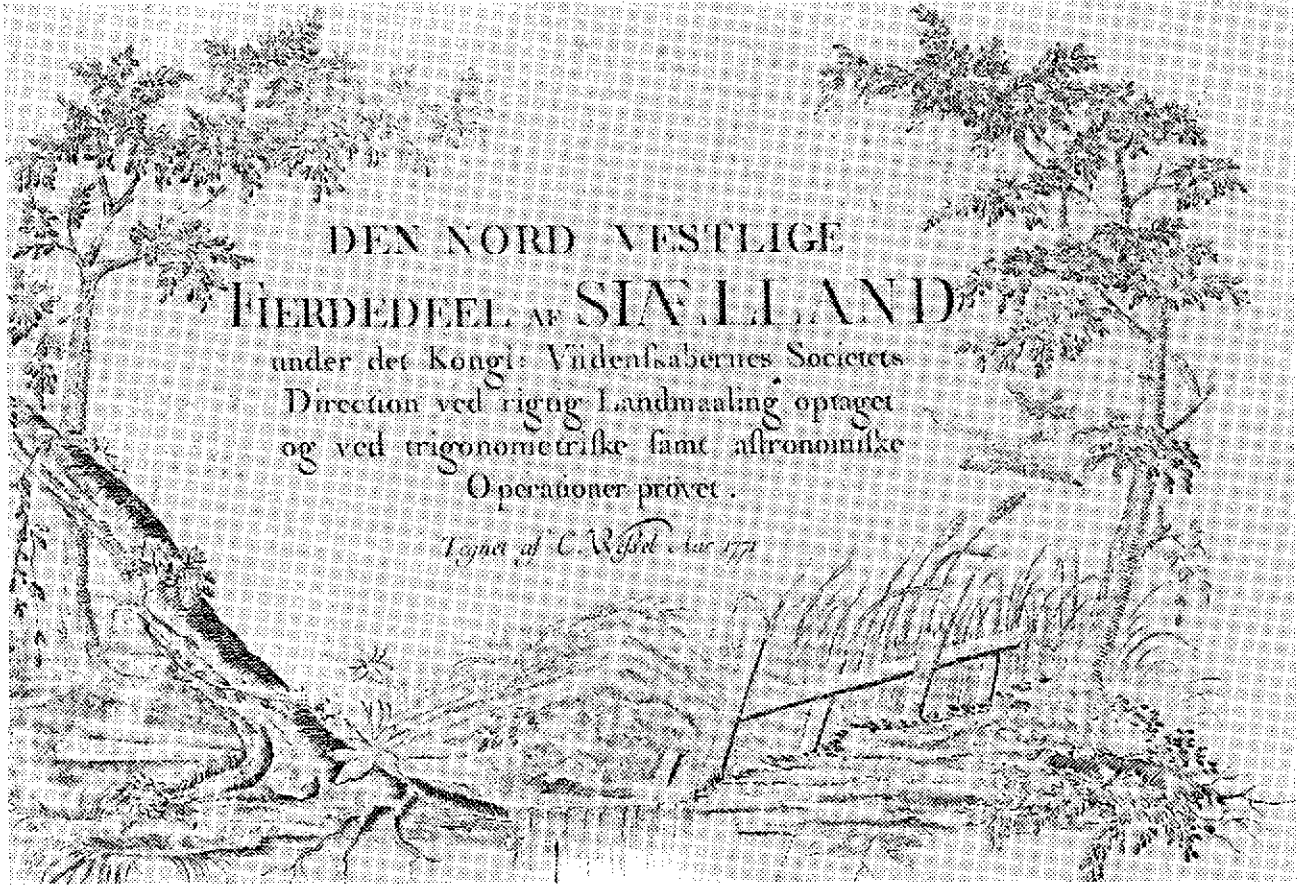 DEN NORD VESTLIGE
FIERDEDEEL AF SIÆLLAND
under det Kongl: Viidenſkabernes Societets
Direction ved rigtig Landmaaling optaget
og ved trigonometriſke ſamt aſtronomiſke
Operationer prövet.
Tegnet af C. Weſſel Aar 1771